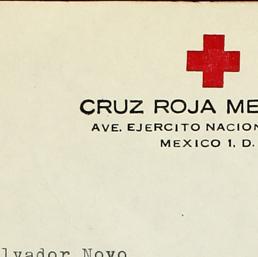 CRUZ ROJA ME
AVE. EJERCITO NACION
MEXICO 1, D.
lvador Novo